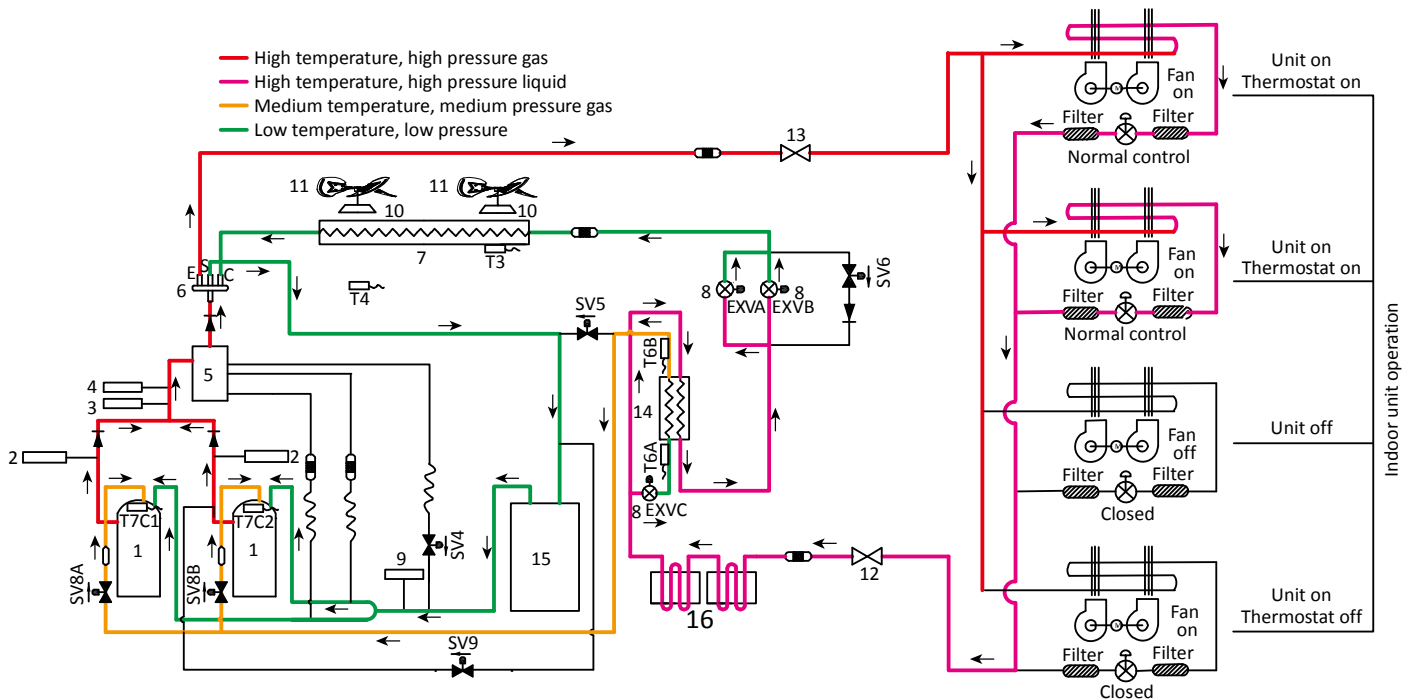 High temperature, high pressure gas
High temperature, high pressure liquid
Medium temperature, medium pressure gas
Low temperature, low pressure
13
11
11
10
10
7
T3
T4
E
S
C
6
SV5
8
EXVA
8
EXVB
SV6
T6B
14
T6A
8
EXVC
5
4
3
2
2
T7C1
T7C2
1
1
SV8A
SV8B
9
SV4
15
SV9
16
12
Fan
on
Filter
Filter
Normal control
Unit on
Thermostat on
Fan
on
Filter
Filter
Normal control
Unit on
Thermostat on
Fan
off
Filter
Filter
Closed
Unit off
Fan
on
Filter
Filter
Closed
Unit on
Thermostat off
Indoor unit operation